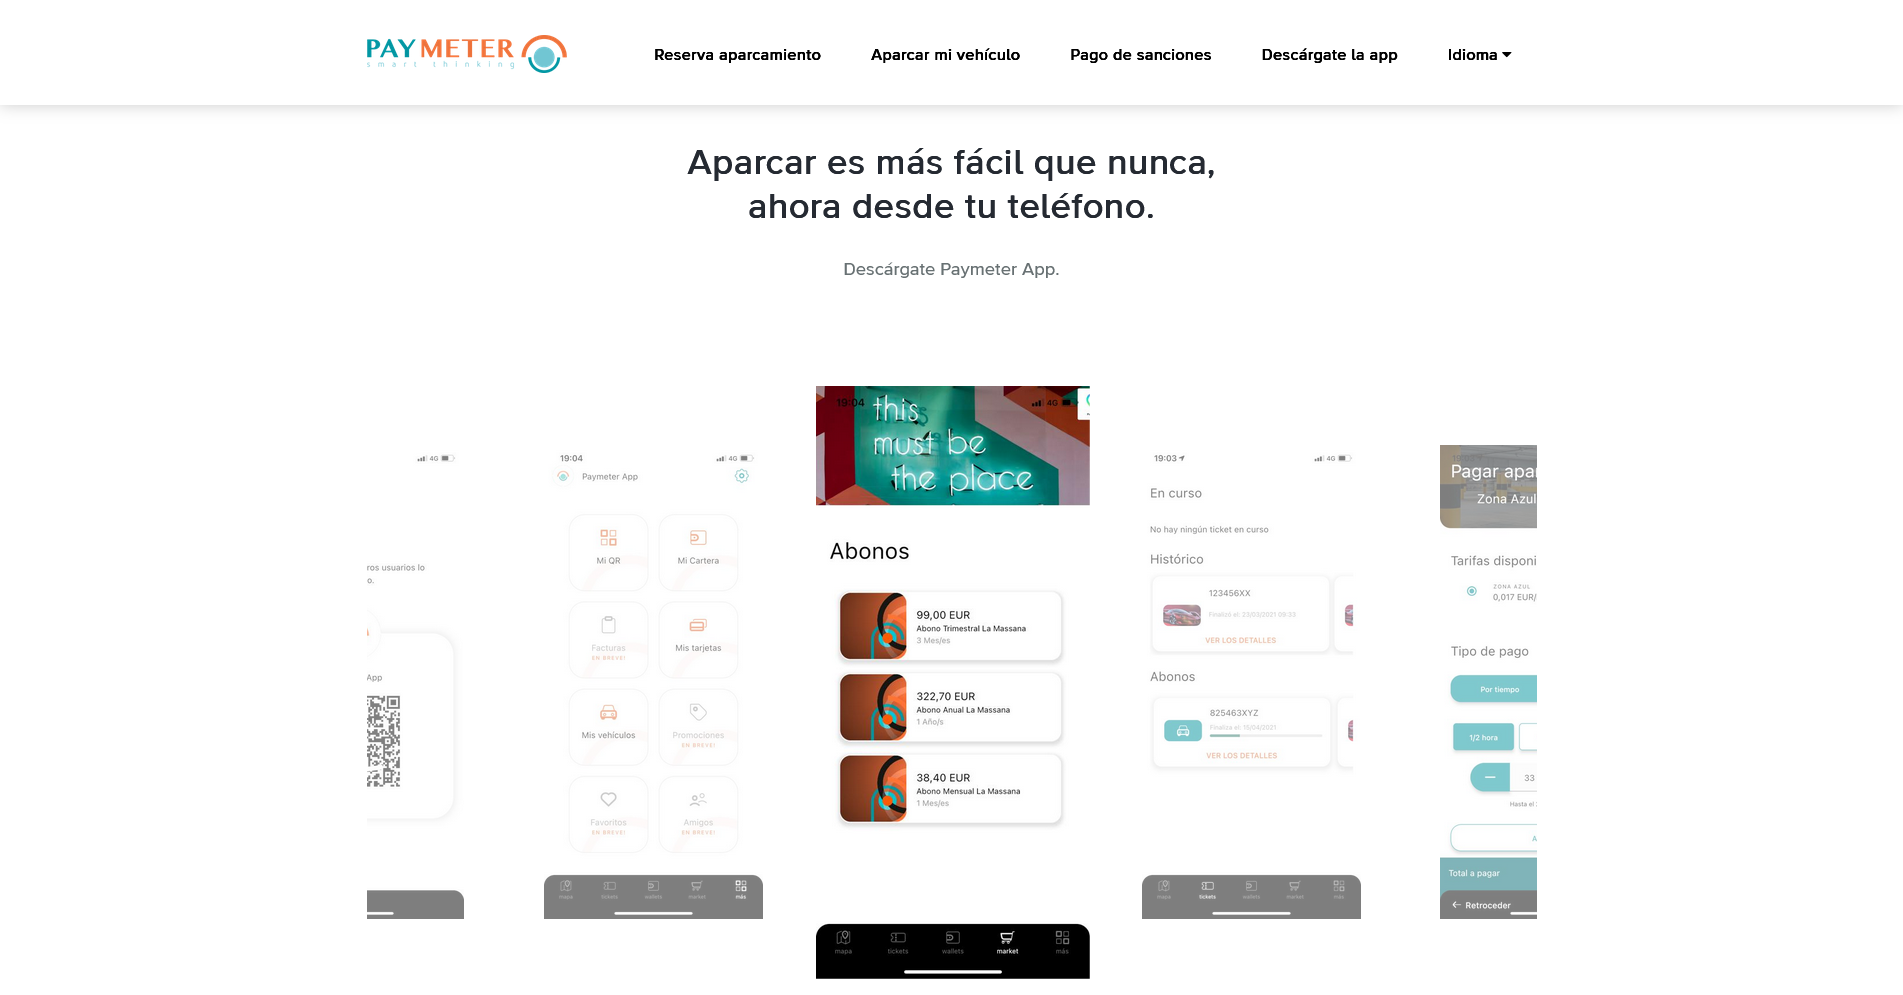 PAYMETER
smart thinking
Reserva aparcamiento
Aparcar mi vehículo
Pago de sanciones
Descárgate la app
Idioma
Aparcar es más fácil que nunca,
ahora desde tu teléfono.
Descárgate Paymeter App.
4G
ros usuarios lo
o.
App
19:04
4G
Paymeter App
Mi QR
Mi Cartera
Facturas
EN BREVE!
Mis tarjetas
Mis vehículos
Promociones
EN BREVE!
Favoritos
EN BREVE!
Amigos
EN BREVE!
mapa
tickets
wallets
market
más
19:04
4G
this
must be
the place
Abonos
99,00 EUR
Abono Trimestral La Massana
3 Mes/es
322,70 EUR
Abono Anual La Massana
1 Año/s
38,40 EUR
Abono Mensual La Massana
1 Mes/es
mapa
tickets
wallets
market
más
19:03
4G
En curso
No hay ningún ticket en curso
Histórico
123456XX
Finalizó el: 23/03/2021 09:33
VER LOS DETALLES
Abonos
825463XYZ
Finaliza el: 15/04/2021
VER LOS DETALLES
mapa
tickets
wallets
market
más
Pagar apar
Zona Azul
Tarifas disponi
ZONA AZUL
0,017 EUR/
Tipo de pago
Por tiempo
1/2 hora
33
Hasta el
A
Total a pagar
Retroceder